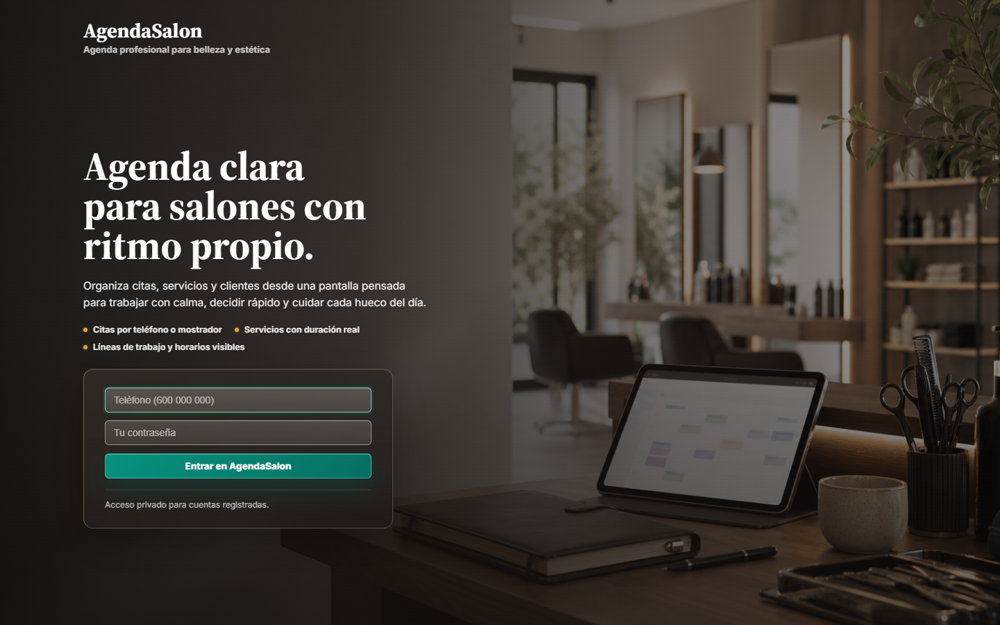 AgendaSalon
Agenda profesional para belleza y estética
Agenda clara
para salones con
ritmo propio.
Organiza citas, servicios y clientes desde una pantalla pensada
para trabajar con calma, decidir rápido y cuidar cada hueco del día.
Citas por teléfono o mostrador
Servicios con duración real
Líneas de trabajo y horarios visibles
Teléfono (600 000 000)
Tu contraseña
Entrar en AgendaSalon
Acceso privado para cuentas registradas.